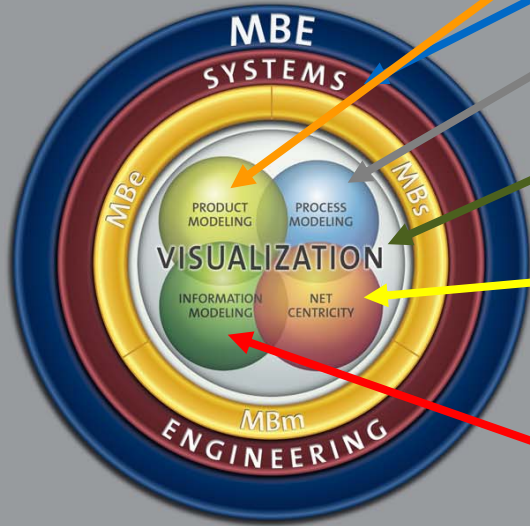 MBE
SYSTEMS
MBe
MBs
PRODUCT
MODELING
PROCESS
MODELING
VISUALIZATION
INFORMATION
MODELING
NET
CENTRICITY
MBm
ENGINEERING